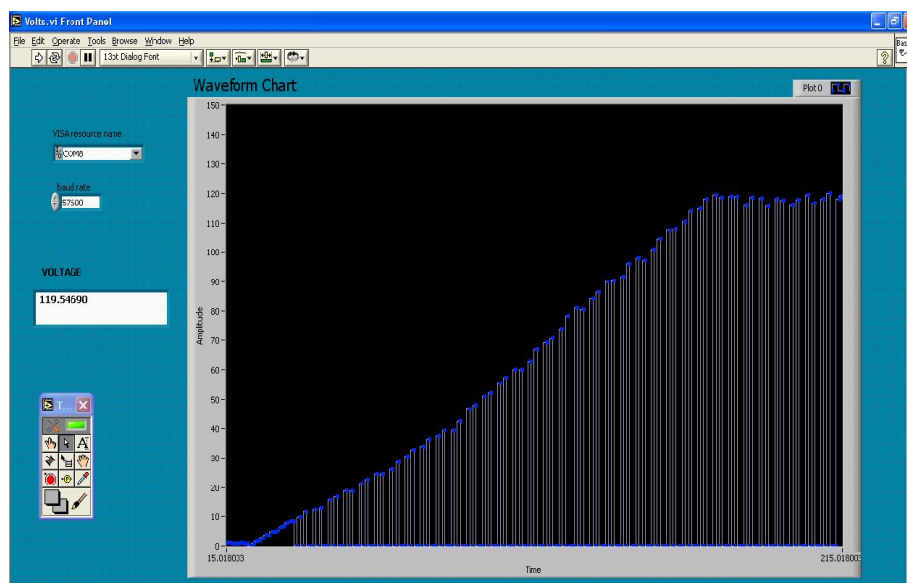 Volts.vi Front Panel
File Edit Operate Tools Browse Window Help
13pt Dialog Font
Bas
Waveform Chart
Plot 0
VISA resource name
COM8
baud rate
57600
VOLTAGE
119.54690
T...
A
Amplitude
150
140
130
120
110
100
90
80
70
60
50
40
30
20
10
0
15.018003
215.018003
Time